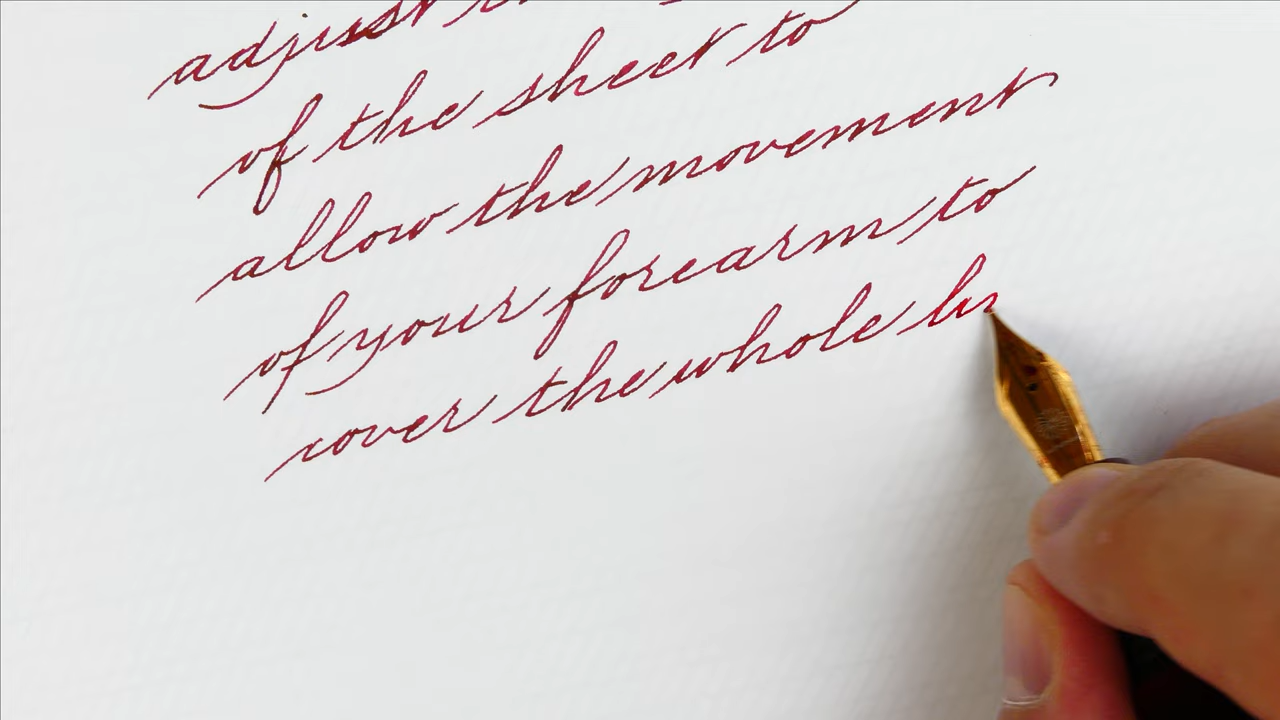 adjust
of the sheet to
allow the movement
of your forearm to
cover the whole